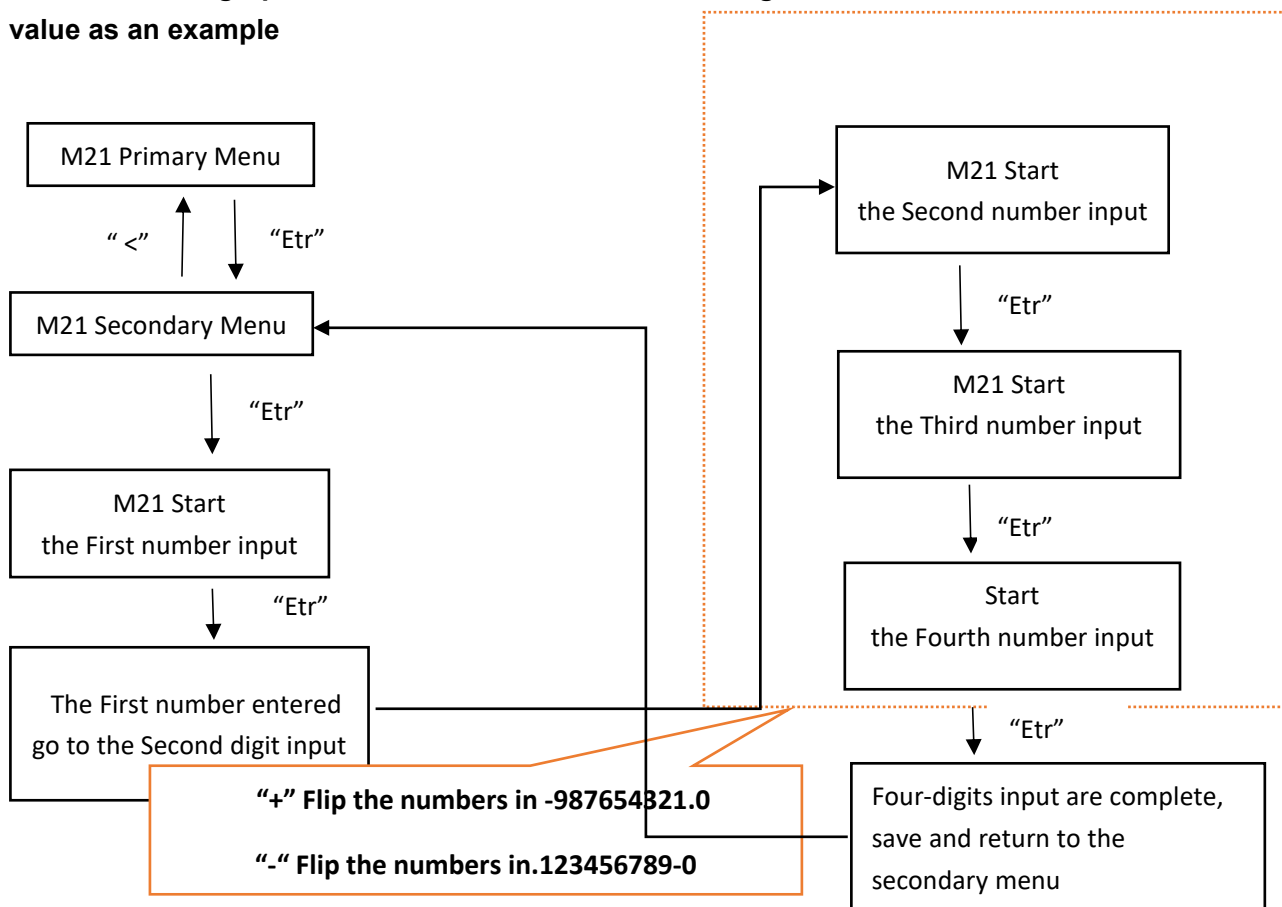 value as an example
M21 Primary Menu
“ <”
“Etr”
M21 Secondary Menu
“Etr”
M21 Start
the First number input
“Etr”
The First number entered
go to the Second digit input
M21 Start
the Second number input
“Etr”
M21 Start
the Third number input
“Etr”
Start
the Fourth number input
“Etr”
Four-digits input are complete,
save and return to the
secondary menu
“+” Flip the numbers in -987654321.0
“-“ Flip the numbers in.123456789-0